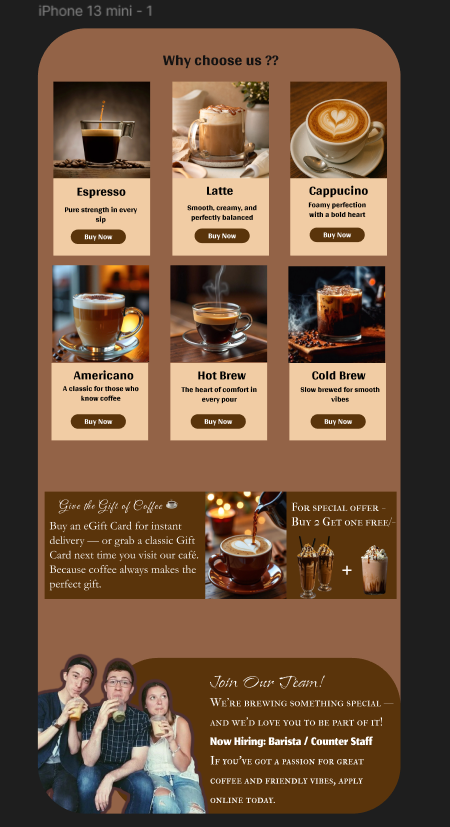 iPhone 13 mini - 1
Why choose us ??
Espresso
Pure strength in every
sip
Buy Now
Latte
Smooth, creamy, and
perfectly balanced
Buy Now
Cappucino
Foamy perfection
with a bold heart
Buy Now
Americano
A classic for those who
know coffee
Buy Now
Hot Brew
The heart of comfort in
every pour
Buy Now
Cold Brew
Slow brewed for smooth
vibes
Buy Now
Give the Gift of Coffee ☕
Buy an eGift Card for instant
delivery — or grab a classic Gift
Card next time you visit our café.
Because coffee always makes the
perfect gift.
For special offer -
Buy 2 Get one free/-
+
Join Our Team!
We're brewing something special —
and we'd love you to be part of it!
Now Hiring: Barista / Counter Staff
If you've got a passion for great
coffee and friendly vibes, apply
online today.